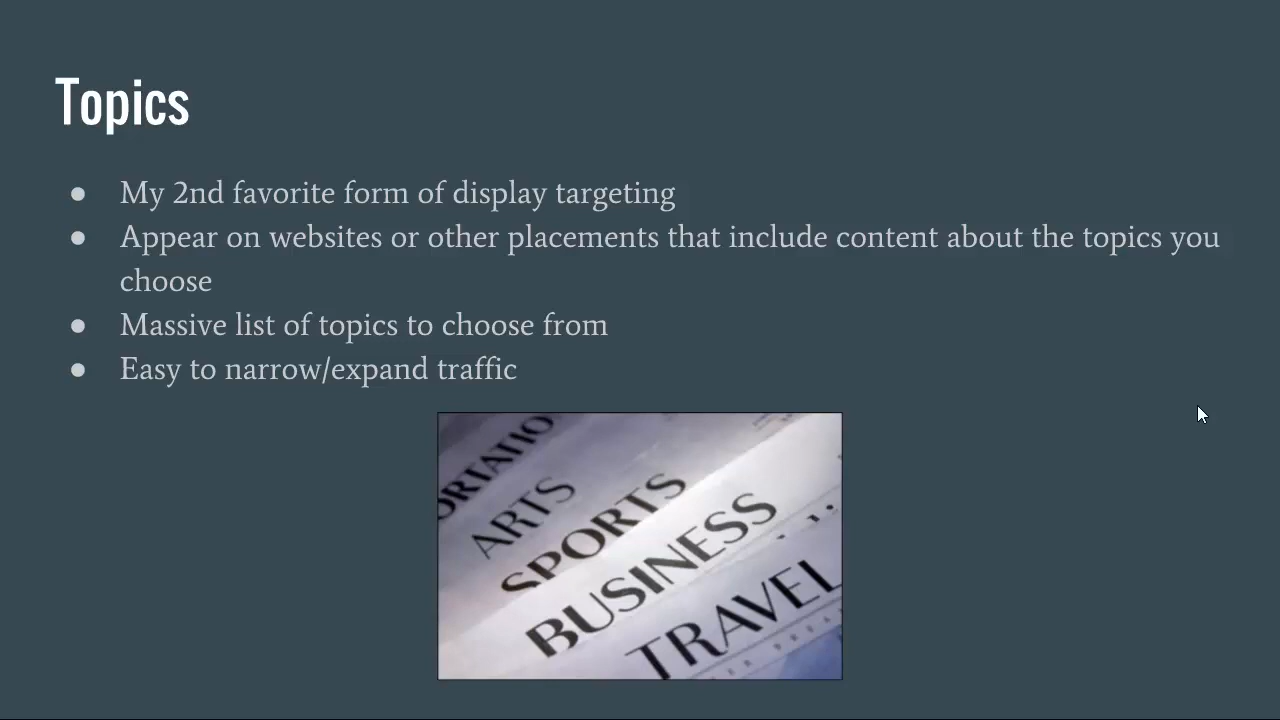 Topics
● My 2nd favorite form of display targeting
● Appear on websites or other placements that include content about the topics you
choose
● Massive list of topics to choose from
● Easy to narrow/expand traffic
ORTATIO
ARTS
SPORTS
BUSINESS
TRAVEL